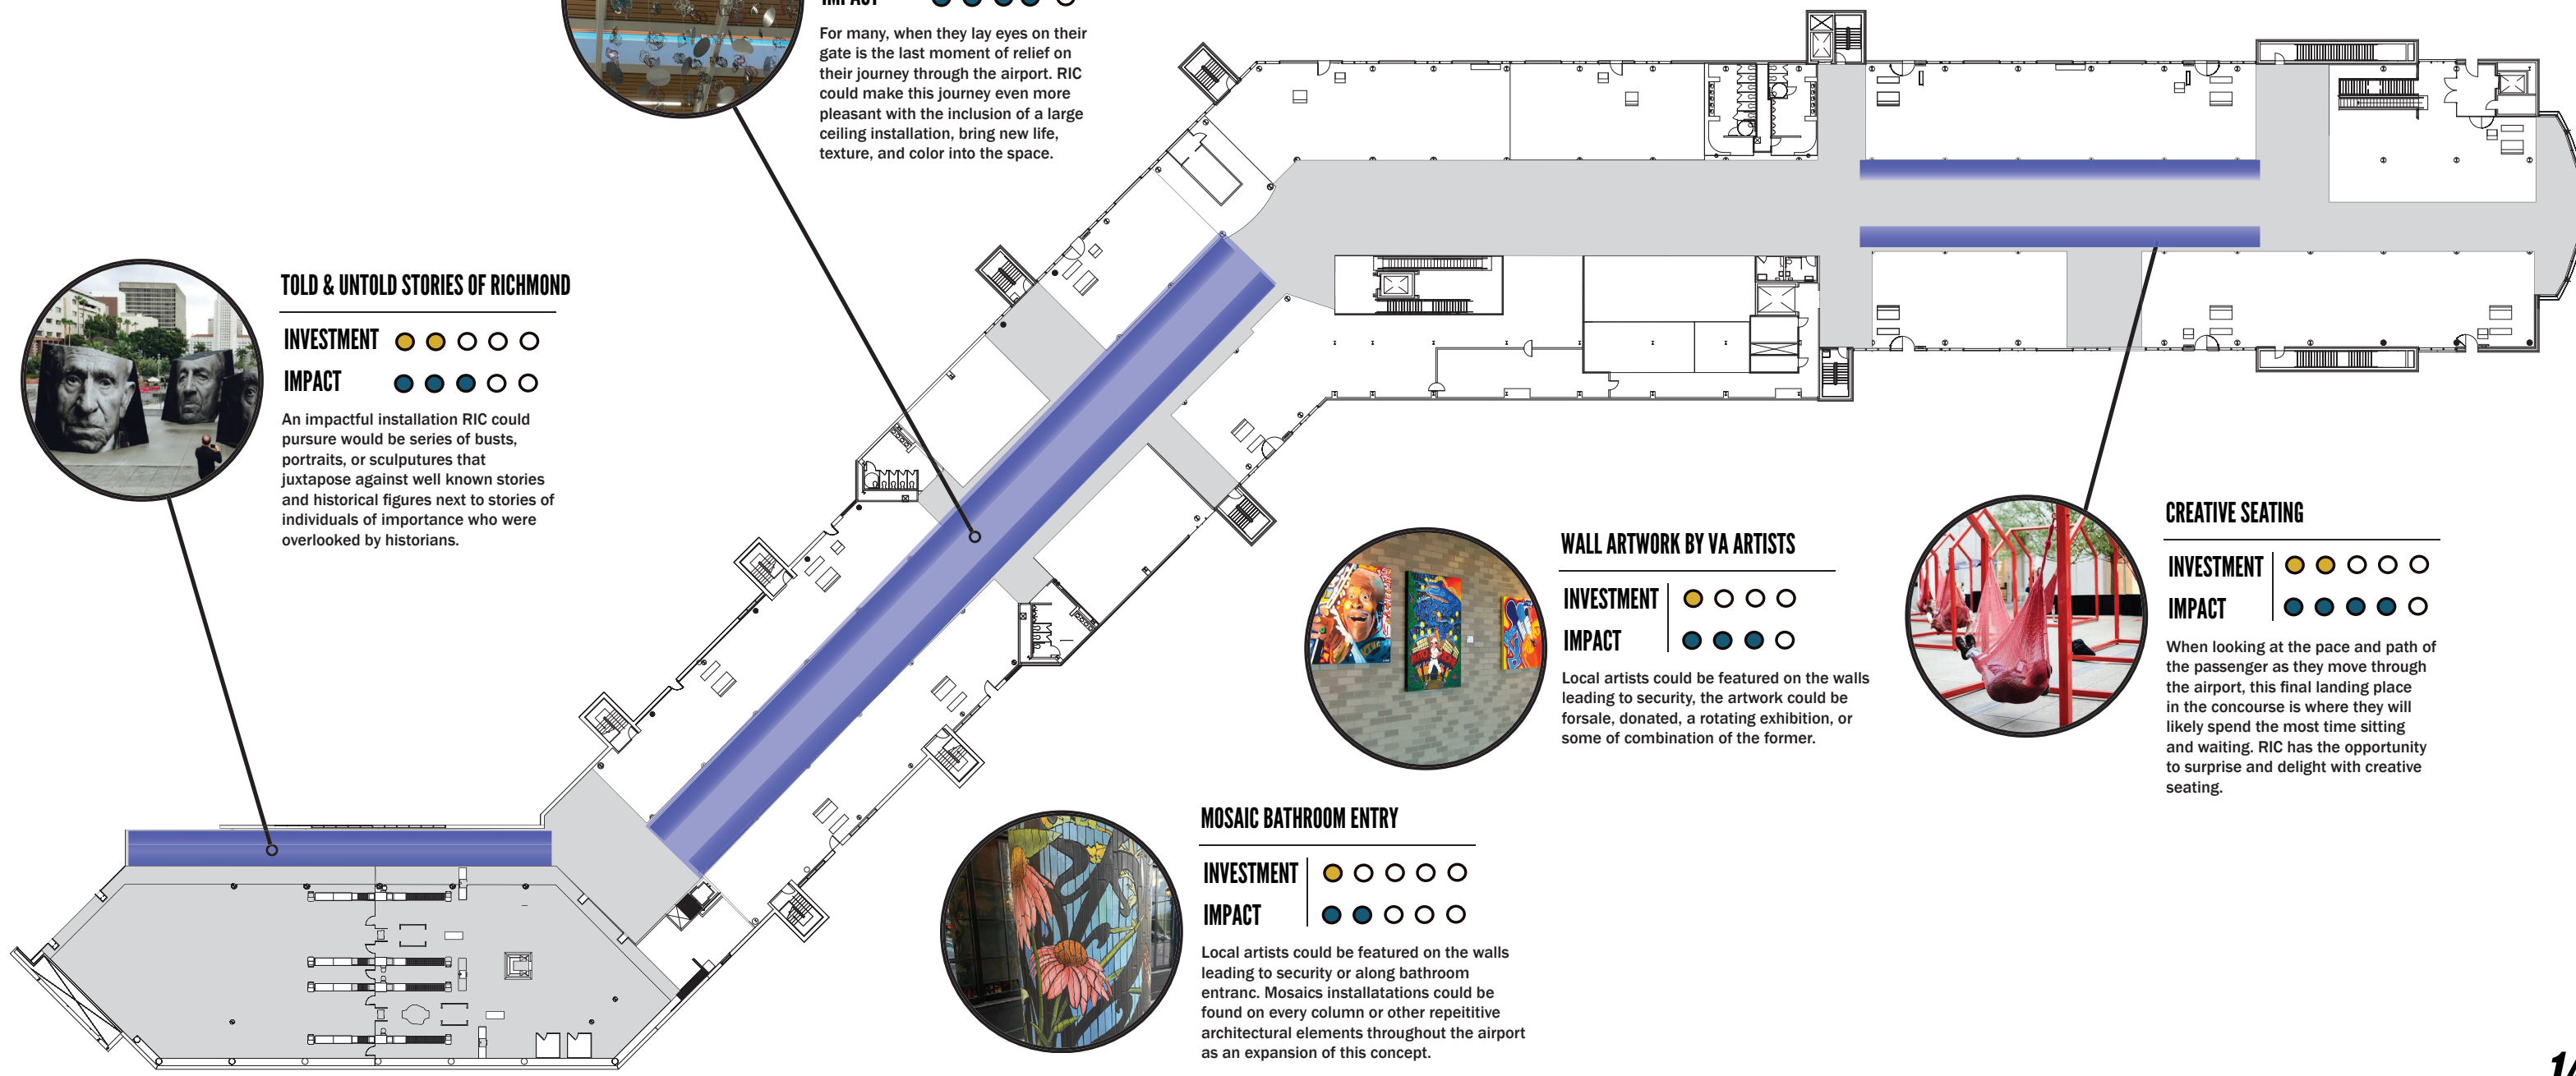 IMPACT
For many, when they lay eyes on their
gate is the last moment of relief on
their journey through the airport. RIC
could make this journey even more
pleasant with the inclusion of a large
ceiling installation, bring new life,
texture, and color into the space.
TOLD & UNTOLD STORIES OF RICHMOND
INVESTMENT
IMPACT
An impactful installation RIC could
pursure would be series of busts,
portraits, or sculputures that
juxtapose against well known stories
and historical figures next to stories of
individuals of importance who were
overlooked by historians.
WALL ARTWORK BY VA ARTISTS
INVESTMENT
IMPACT
Local artists could be featured on the walls
leading to security, the artwork could be
forsale, donated, a rotating exhibition, or
some of combination of the former.
CREATIVE SEATING
INVESTMENT
IMPACT
When looking at the pace and path of
the passenger as they move through
the airport, this final landing place
in the concourse is where they will
likely spend the most time sitting
and waiting. RIC has the opportunity
to surprise and delight with creative
seating.
MOSAIC BATHROOM ENTRY
INVESTMENT
IMPACT
Local artists could be featured on the walls
leading to security or along bathroom
entranc. Mosaics installatations could be
found on every column or other repeititive
architectural elements throughout the airport
as an expansion of this concept.